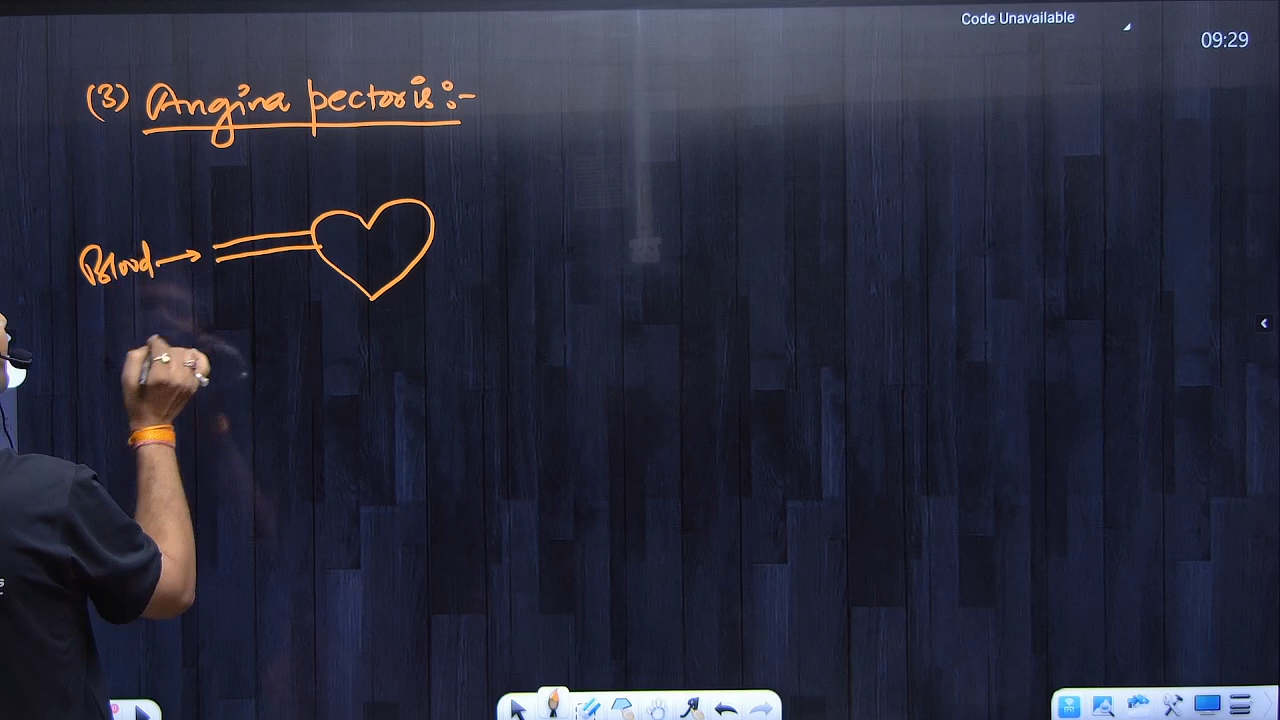 Code Unavailable
09:29
(3) Angina pectoris :-
Blood →